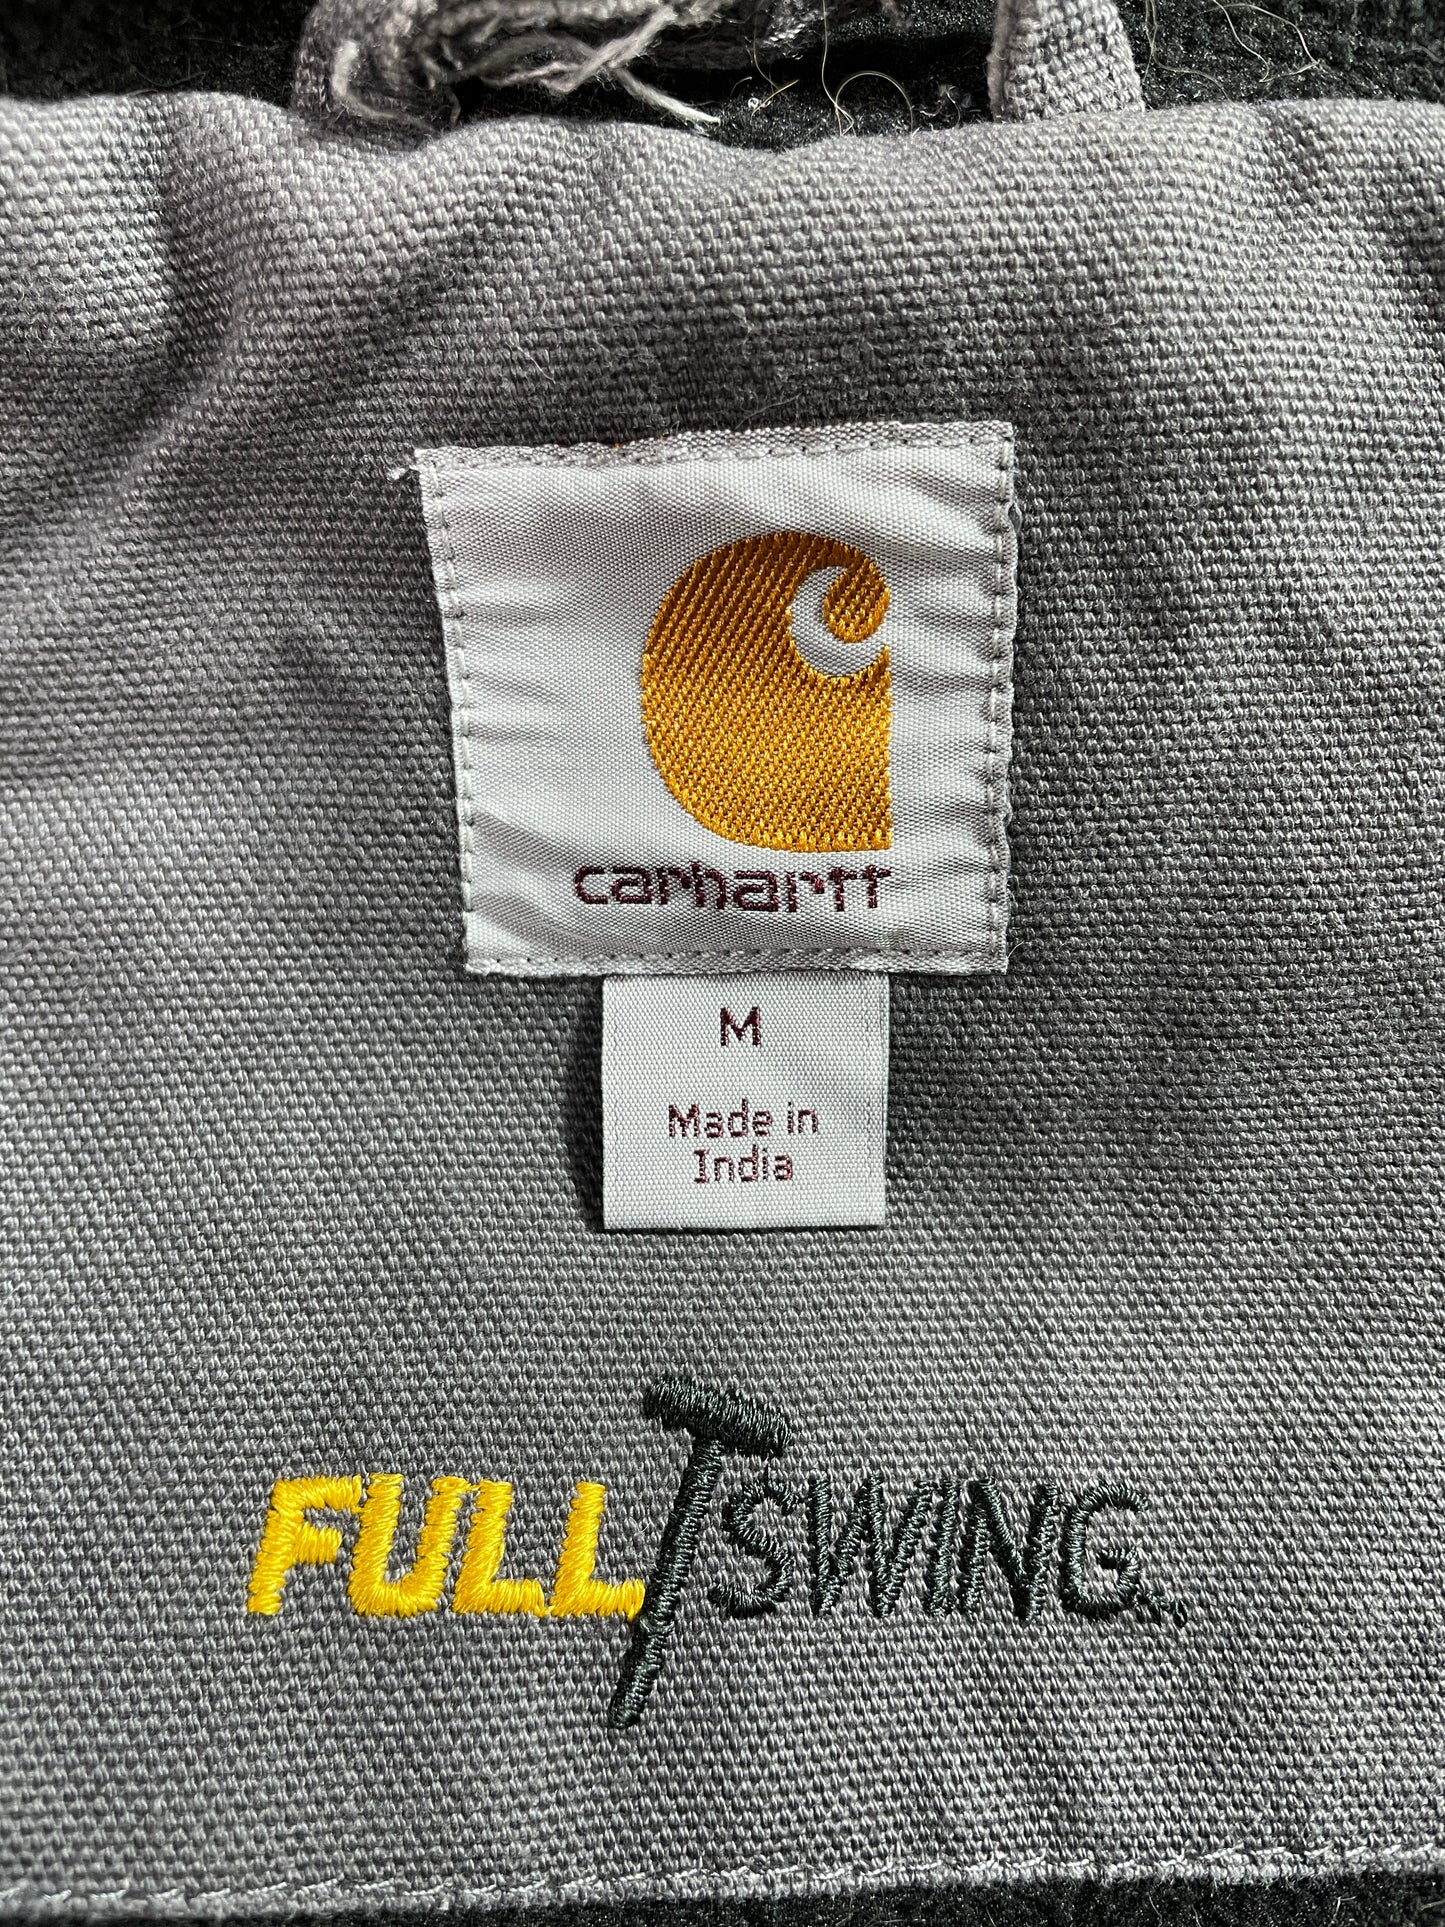 carhartt
M
Made in
India
FULL SWING